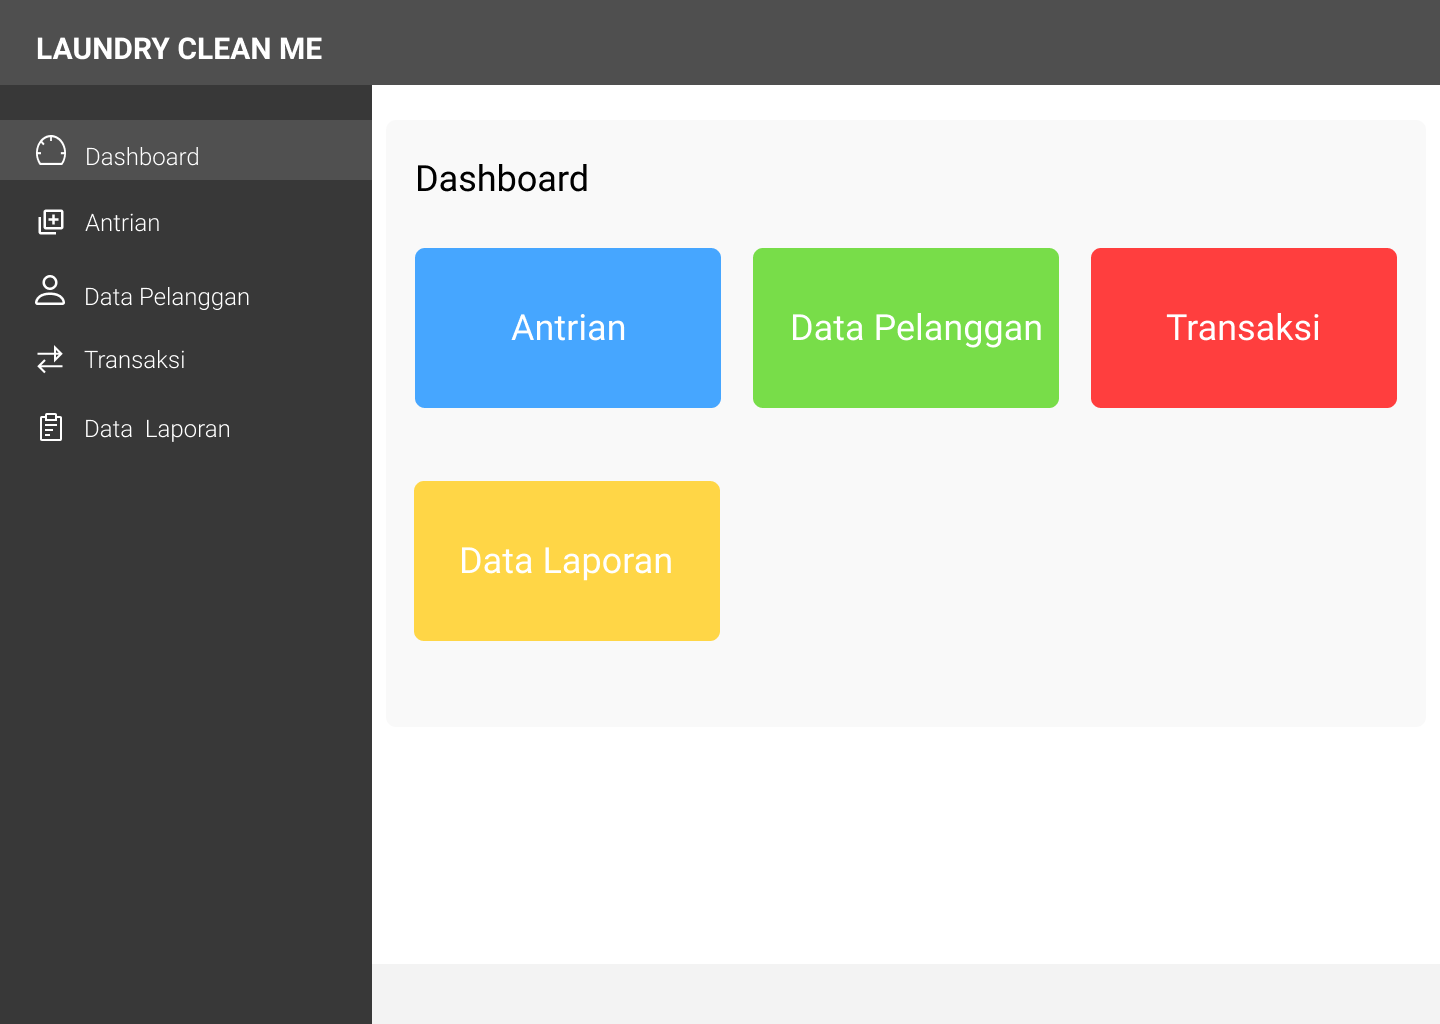 LAUNDRY CLEAN ME
Dashboard
Antrian
Data Pelanggan
Transaksi
Data Laporan
Dashboard
Antrian
Data Pelanggan
Transaksi
Data Laporan